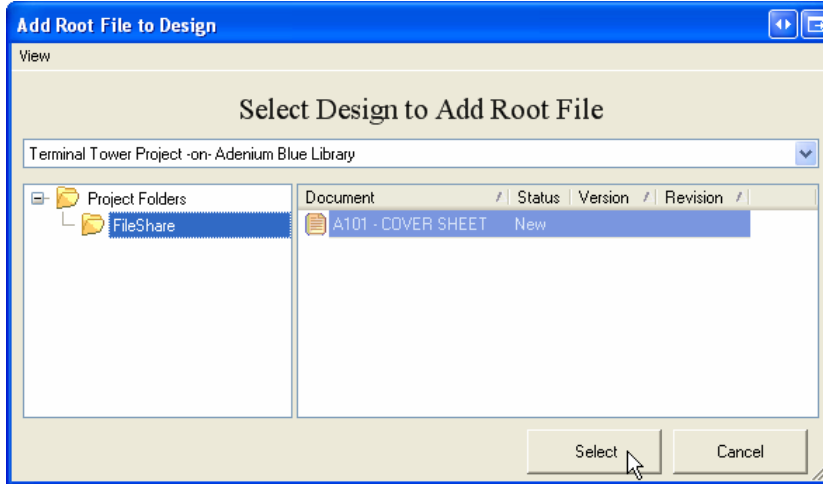 Add Root File to Design
View
Select Design to Add Root File
Terminal Tower Project -on- Adenium Blue Library
Project Folders
FileShare
Document / Status Version / Revision /
A101 - COVER SHEET New
Select Cancel